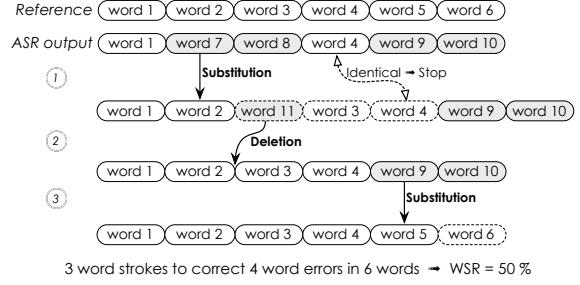 Reference word 1 word 2 word 3 word 4 word 5 word 6
ASR output word 1 word 7 word 8 word 4 word 9 word 10
1 Substitution Identical ➞ Stop
word 1 word 2 word 11 word 3 word 4 word 9 word 10
2 Deletion
word 1 word 2 word 3 word 4 word 9 word 10
3 Substitution
word 1 word 2 word 3 word 4 word 5 word 6
3 word strokes to correct 4 word errors in 6 words ➞ WSR = 50 %